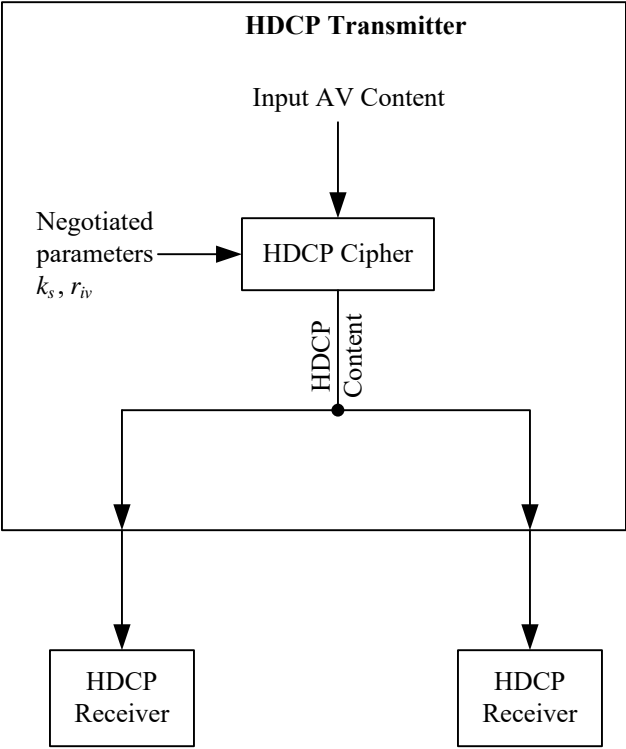 HDCP Transmitter
Input AV Content
Negotiated
parameters
kₛ, rᵢᵥ
HDCP Cipher
HDCP
Content
HDCP
Receiver
HDCP
Receiver